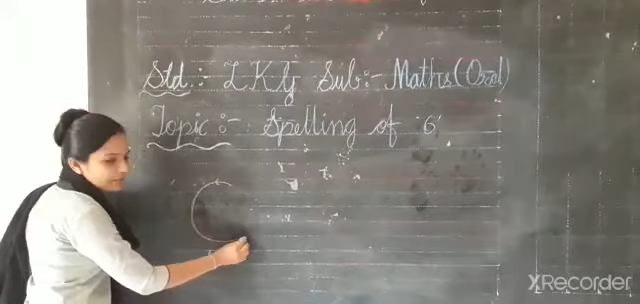 Std :- LKG Sub :- Maths (Oral)
Topic :- Spelling of '6'
XRecorder